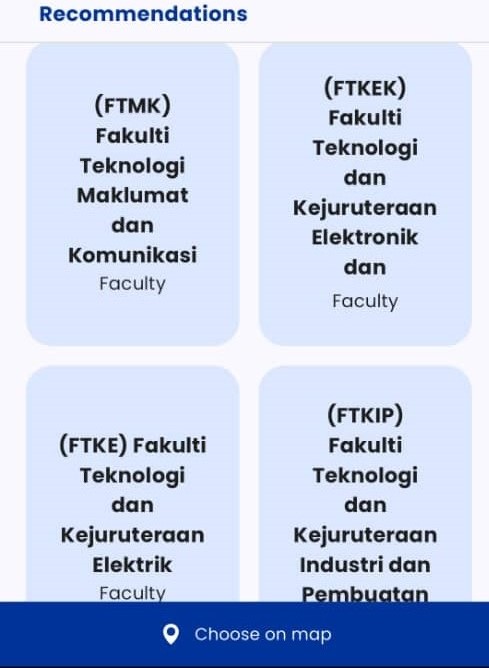 Recommendations
(FTMK)
Fakulti
Teknologi
Maklumat
dan
Komunikasi
Faculty
(FTKEK)
Fakulti
Teknologi
dan
Kejuruteraan
Elektronik
dan
Faculty
(FTKE) Fakulti
Teknologi
dan
Kejuruteraan
Elektrik
Faculty
(FTKIP)
Fakulti
Teknologi
dan
Kejuruteraan
Industri dan
Pembuatan
Choose on map